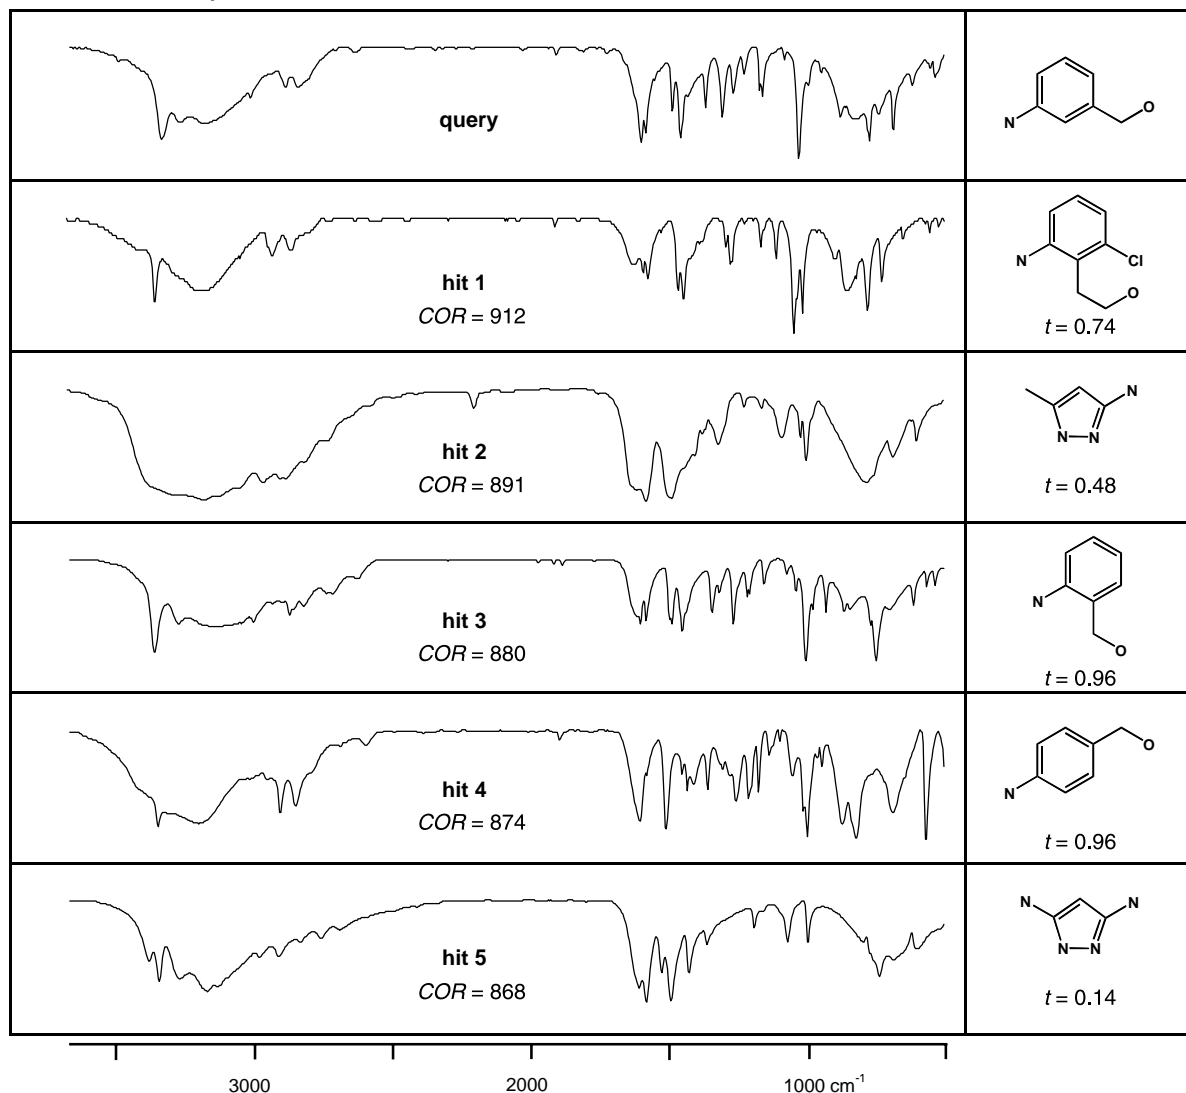 query
N
O
hit 1
COR = 912
N
Cl
O
t = 0.74
hit 2
COR = 891
N
N
N
t = 0.48
hit 3
COR = 880
N
O
t = 0.96
hit 4
COR = 874
O
N
t = 0.96
hit 5
COR = 868
N
N
N
N
t = 0.14
3000 2000 1000 cm⁻¹